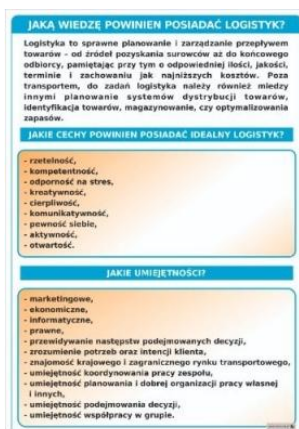 JAKĄ WIEDZĘ POWINIEN POSIADAĆ LOGISTYK?
Logistyka to sprawne planowanie i zarządzanie przepływem
towarów - od źródeł pozyskania surowców aż do końcowego
odbiorcy, pamiętając przy tym o odpowiedniej ilości, jakości,
terminie i zachowaniu jak najniższych kosztów. Poza
transportem, do zadań logistyka należy również miedzy
innymi planowanie systemów dystrybucji towarów,
identyfikacja towarów, magazynowanie, czy optymalizowania
zapasów.
JAKIE CECHY POWINIEN POSIADAĆ IDEALNY LOGISTYK?
- rzetelność,
- kompetentność,
- odporność na stres,
- kreatywność,
- cierpliwość,
- komunikatywność,
- pewność siebie,
- aktywność,
- otwartość.
JAKIE UMIEJĘTNOŚCI?
- marketingowe,
- ekonomiczne,
- informatyczne,
- prawne,
- przewidywanie następstw podejmowanych decyzji,
- zrozumienie potrzeb oraz intencji klienta,
- znajomość krajowego i zagranicznego rynku transportowego,
- umiejętność koordynowania pracy zespołu,
- umiejętność planowania i dobrej organizacji pracy własnej
i innych,
- umiejętność podejmowania decyzji,
- umiejętność współpracy w grupie.